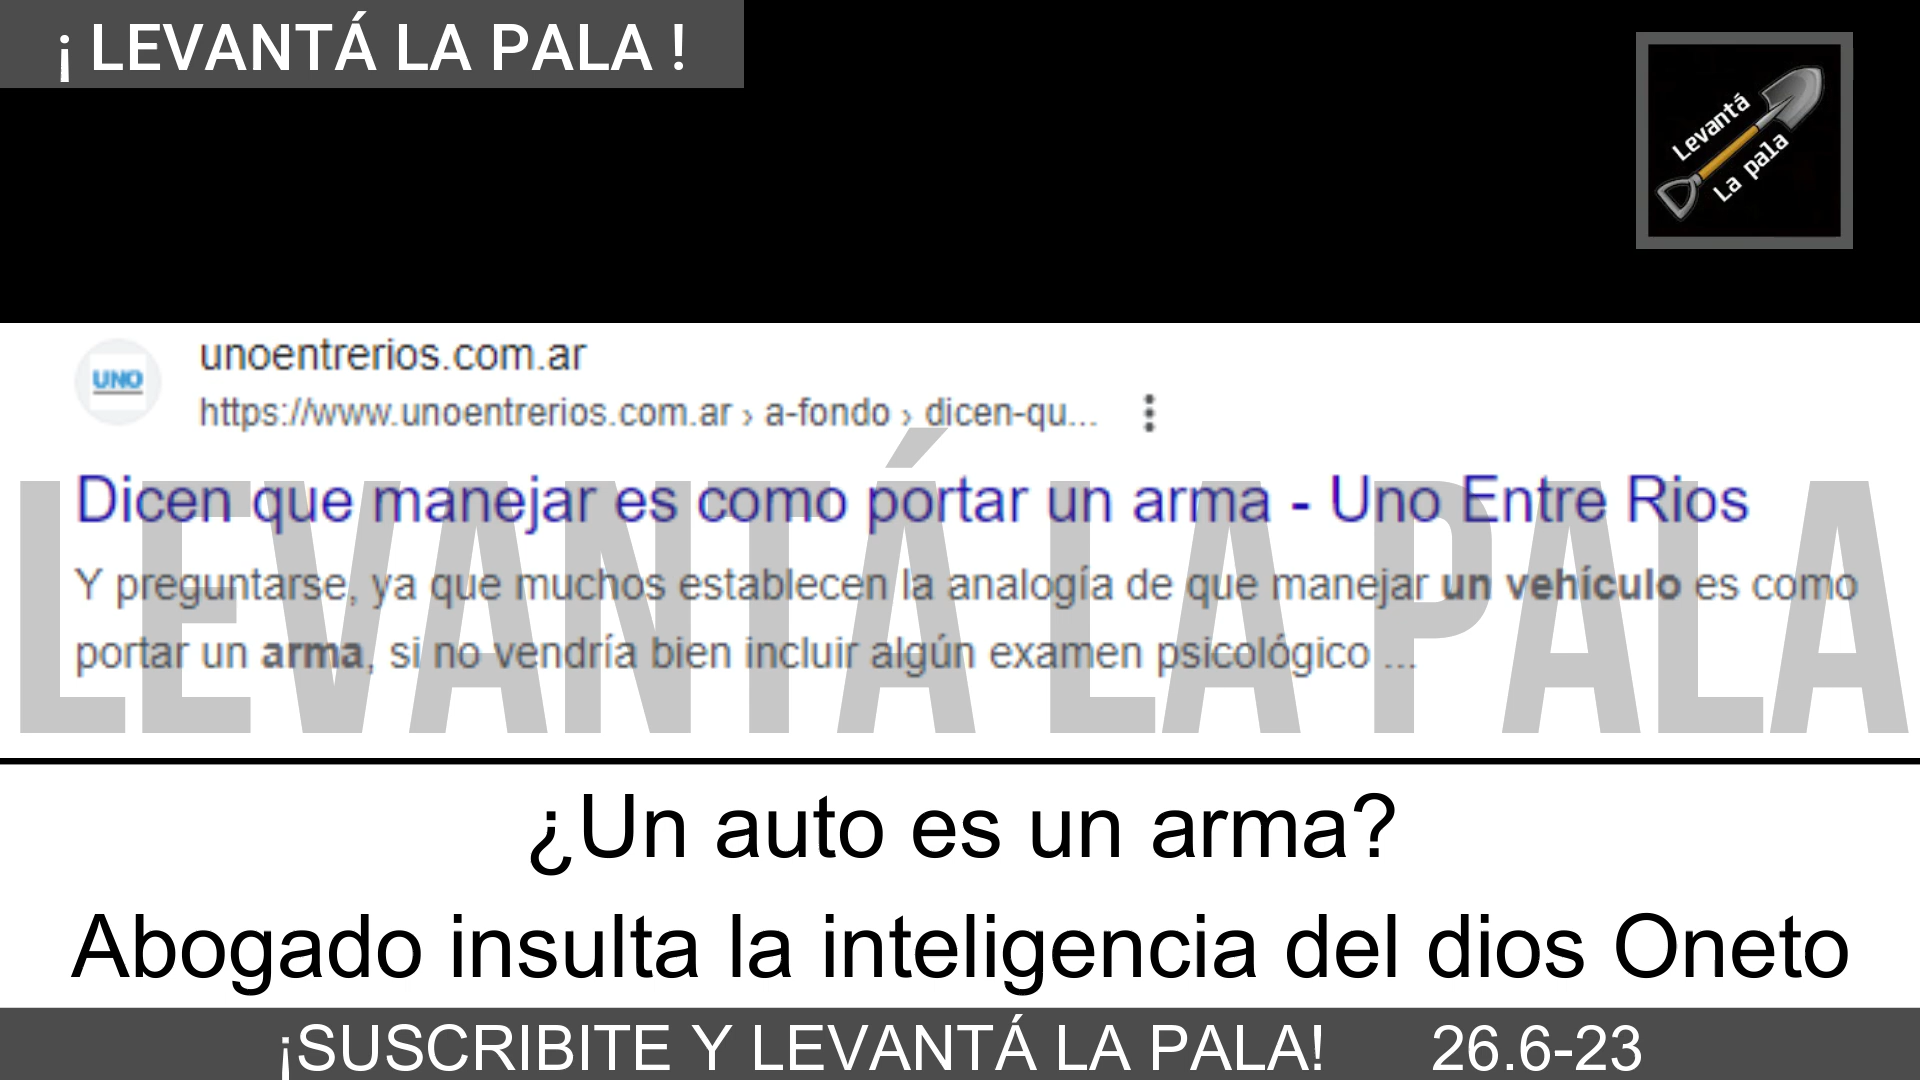 ¡ LEVANTÁ LA PALA !
Levantá
La pala
unoentrerios.com.ar
UNO
https://www.unoentrerios.com.ar › a-fondo › dicen-qu...
LEVANTÁ LA PALA
Dicen que manejar es como portar un arma - Uno Entre Rios
Y preguntarse, ya que muchos establecen la analogía de que manejar un vehículo es como
portar un arma, si no vendría bien incluir algún examen psicológico ...
¿Un auto es un arma?
Abogado insulta la inteligencia del dios Oneto
¡SUSCRIBITE Y LEVANTÁ LA PALA! 26.6-23